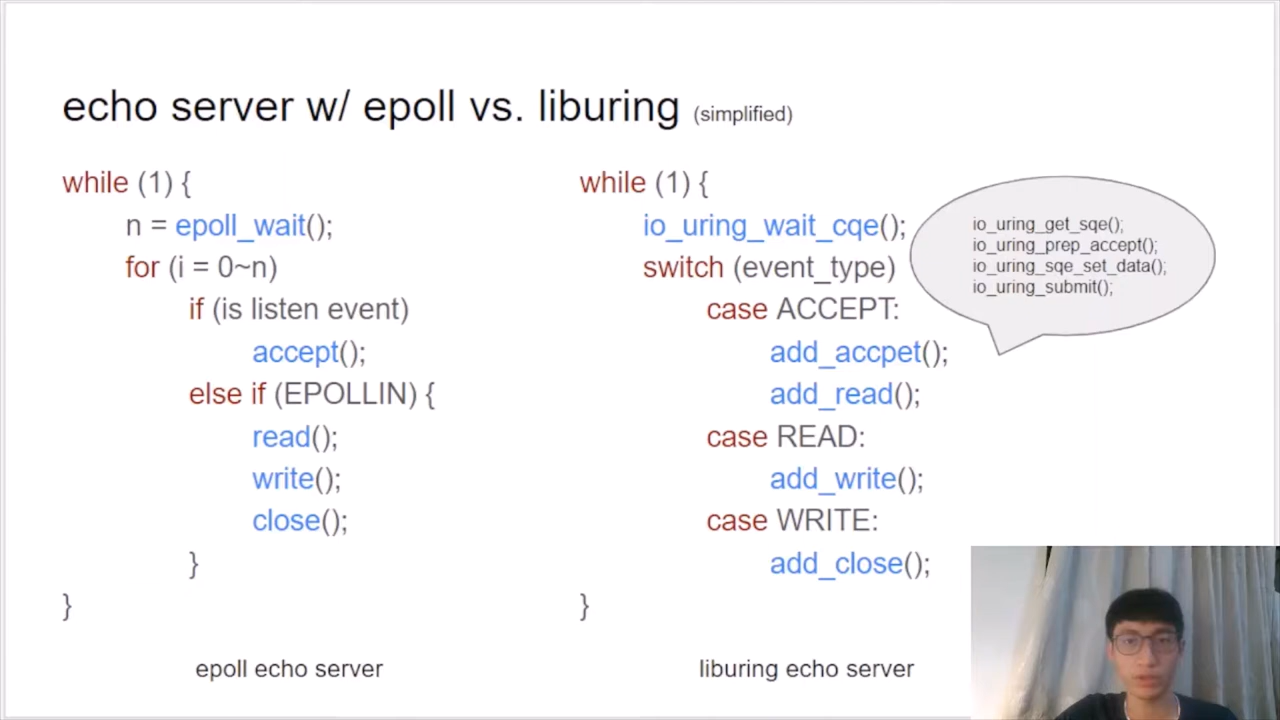 echo server w/ epoll vs. liburing (simplified)
while (1) {
n = epoll_wait();
for (i = 0~n)
if (is listen event)
accept();
else if (EPOLLIN) {
read();
write();
close();
}
}
epoll echo server
while (1) {
io_uring_wait_cqe();
switch (event_type)
case ACCEPT:
add_accpet();
add_read();
case READ:
add_write();
case WRITE:
add_close();
}
liburing echo server
io_uring_get_sqe();
io_uring_prep_accept();
io_uring_sqe_set_data();
io_uring_submit();